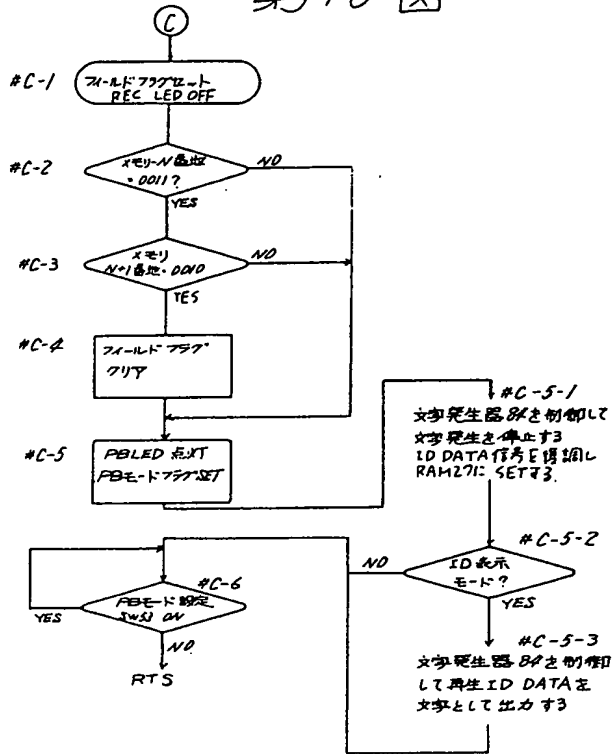 C
#C-1
フィールドフラグセット
REC LED OFF
#C-2
メモリーN番地
=0011?
NO
YES
#C-3
メモリ
N+1番地=0010
NO
YES
#C-4
フィールドフラグ
クリア
#C-5
PBLED 点灯
PBモードフラグSET
#C-5-1
文字発生器84を制御して
文字発生を停止する
ID DATA信号を復調し
RAM27に SETする
#C-5-2
ID表示
モード?
NO
YES
#C-5-3
文字発生器84を制御
して再生ID DATAを
文字として出力する
#C-6
PBモード設定
SW53 ON
YES
NO
RTS